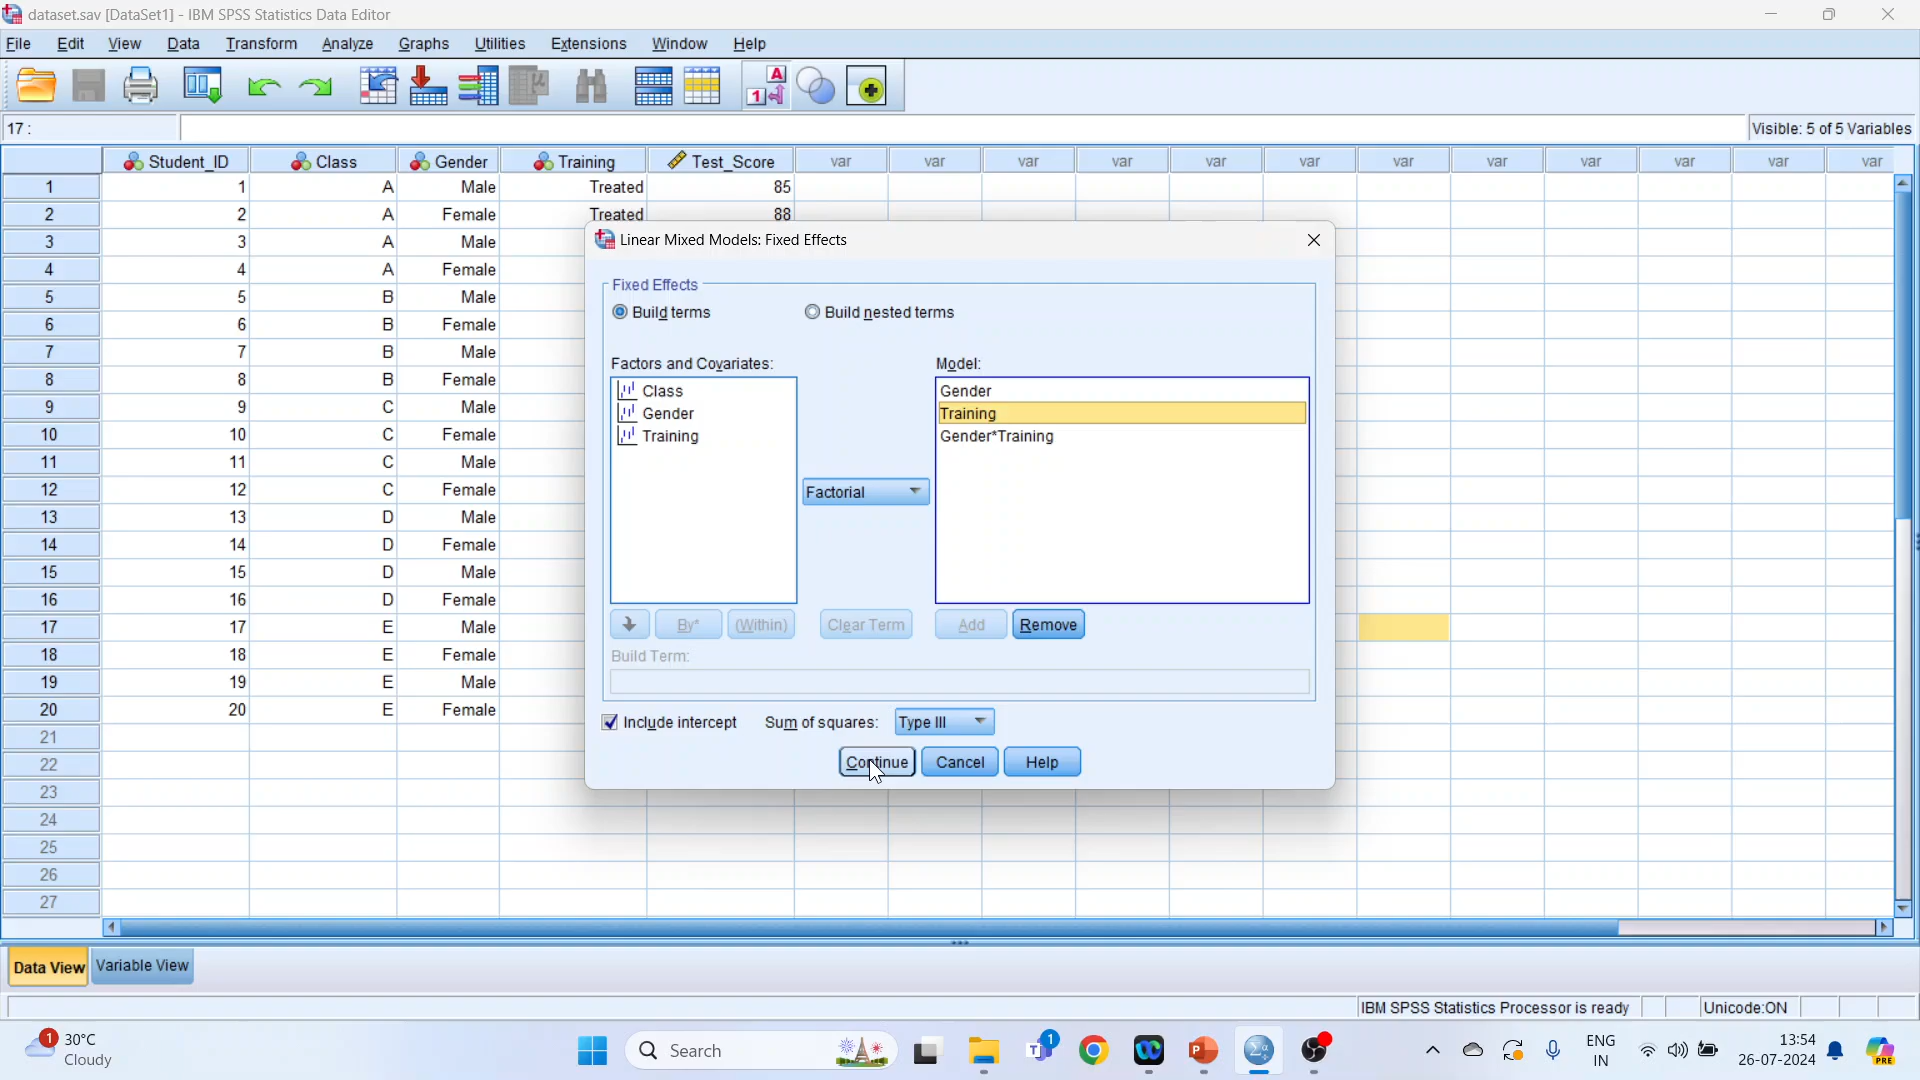 dataset.sav [DataSet1] - IBM SPSS Statistics Data Editor
File Edit View Data Transform Analyze Graphs Utilities Extensions Window Help
17 :
Visible: 5 of 5 Variables
Student_ID Class Gender Training Test_Score var var var var var var var var var var var var
1 1 A Male Treated 85
2 2 A Female Treated 88
3 3 A Male
4 4 A Female
5 5 B Male
6 6 B Female
7 7 B Male
8 8 B Female
9 9 C Male
10 10 C Female
11 11 C Male
12 12 C Female
13 13 D Male
14 14 D Female
15 15 D Male
16 16 D Female
17 17 E Male
18 18 E Female
19 19 E Male
20 20 E Female
21
22
23
24
25
26
27
Linear Mixed Models: Fixed Effects
Fixed Effects
Build terms Build nested terms
Factors and Covariates: Model:
Class
Gender
Training
Factorial
Gender
Training
Gender*Training
By* (Within) Clear Term Add Remove
Build Term:
Include intercept Sum of squares: Type III
Continue Cancel Help
Data View Variable View
IBM SPSS Statistics Processor is ready Unicode:ON
1 30°C
Cloudy
Search
1
ENG
IN
13:54
26-07-2024
PRE